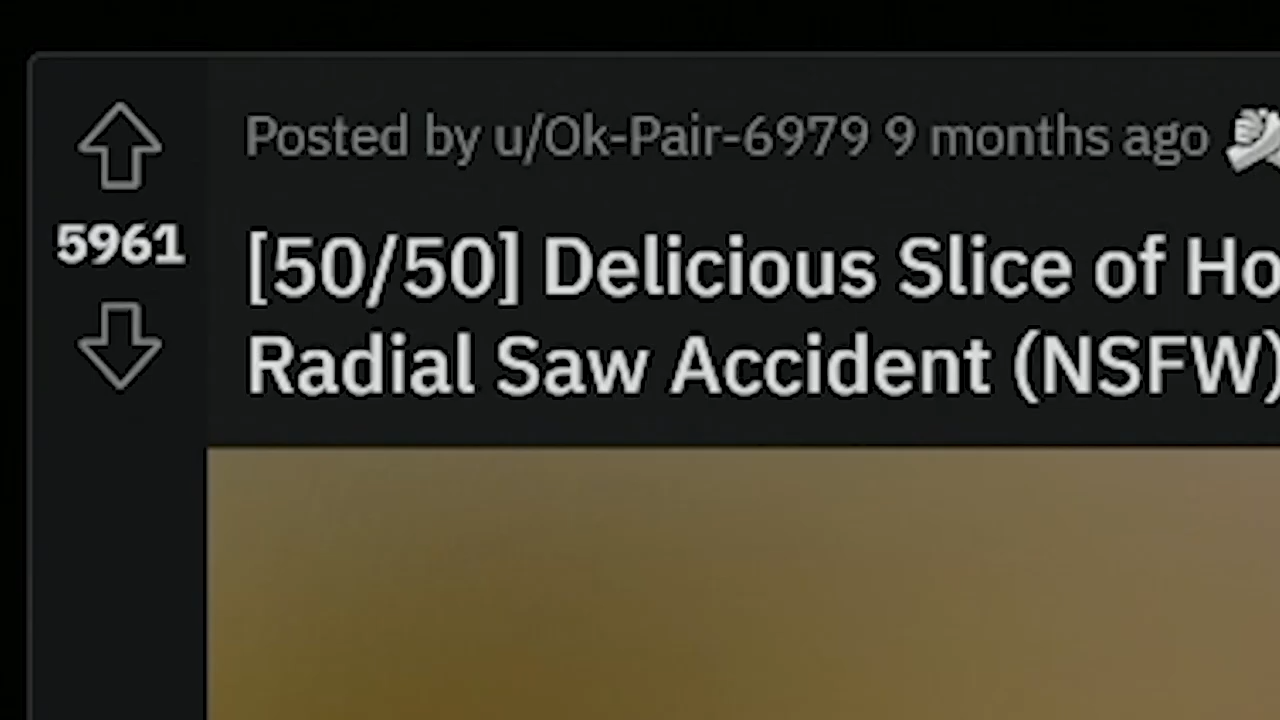 Posted by u/Ok-Pair-6979 9 months ago
5961
[50/50] Delicious Slice of
Radial Saw Accident (NSFW)